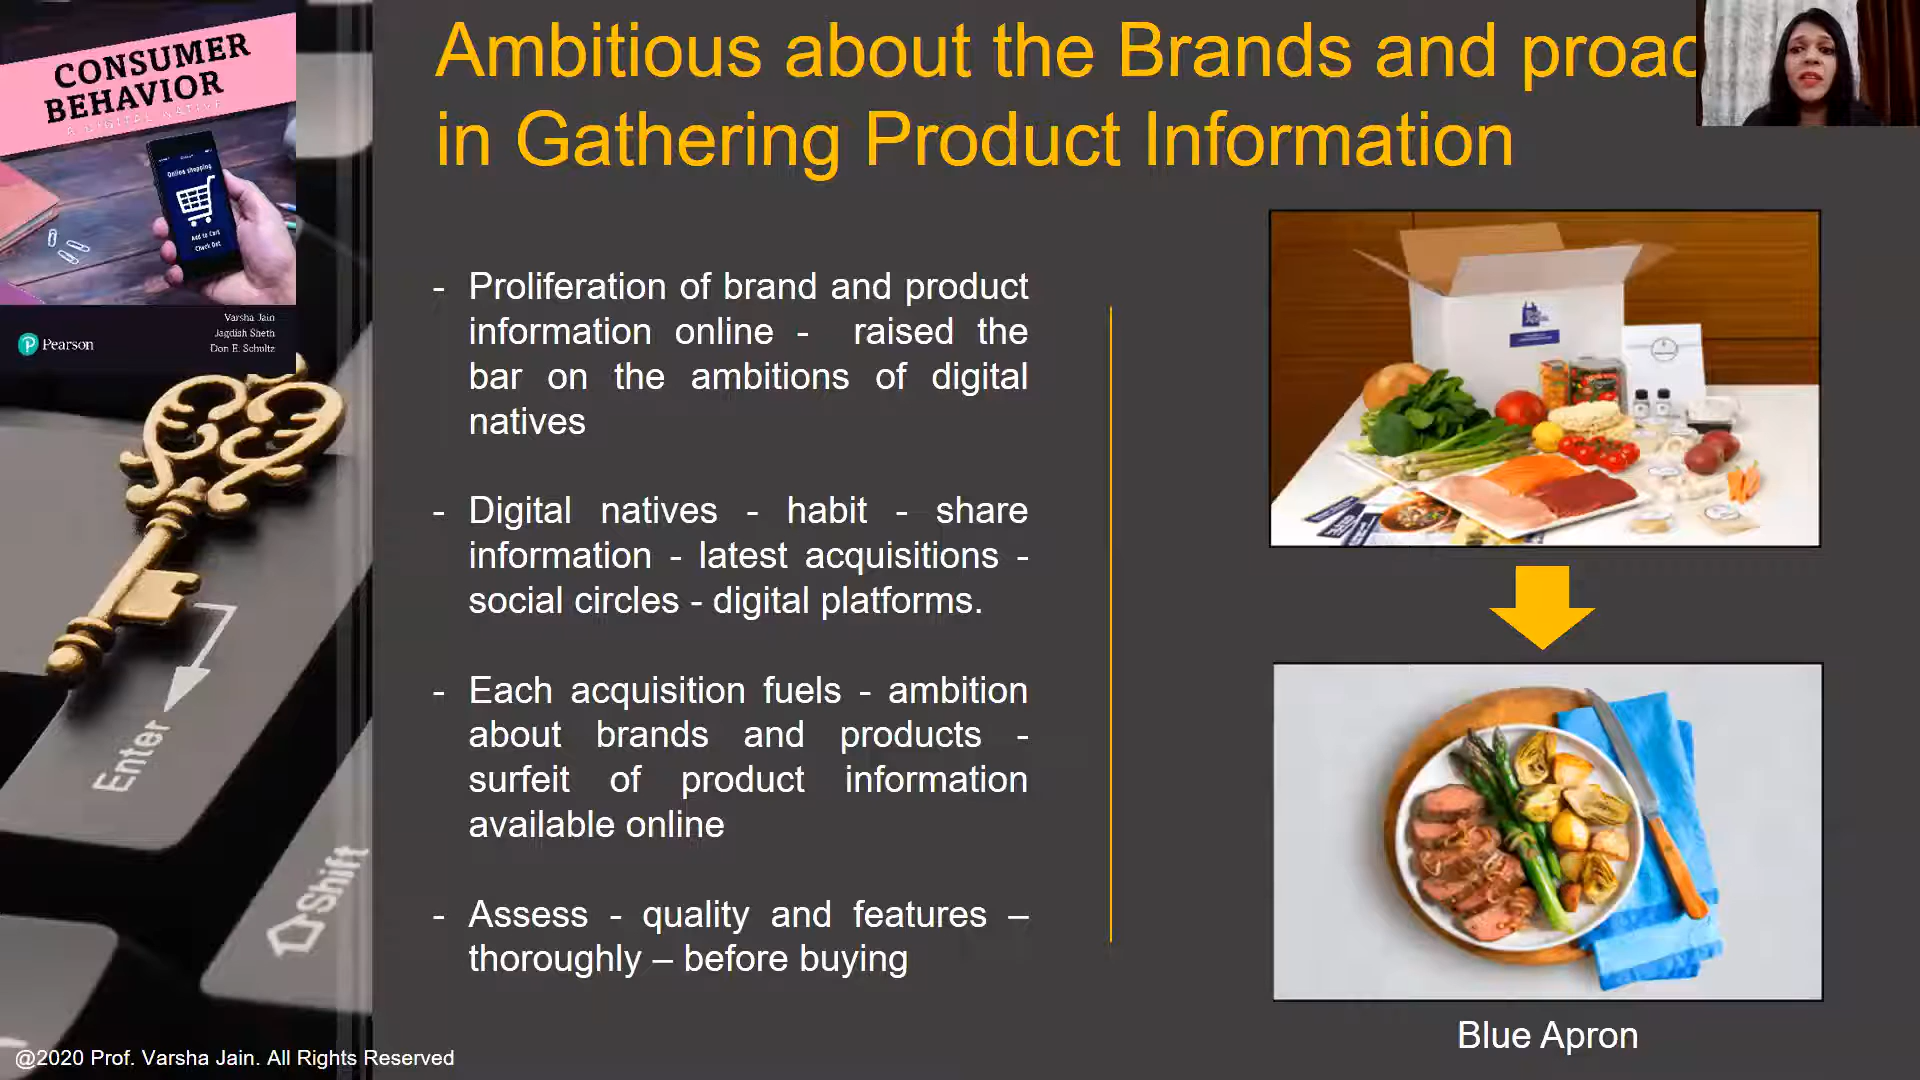 CONSUMER
BEHAVIOR
A DIGITAL NATIVE
Online shopping
Add to Cart
Check Out
Varsha Jain
Jagdish Sheth
Don E. Schultz
Pearson
Ambitious about the Brands and proac
in Gathering Product Information
- Proliferation of brand and product
information online - raised the
bar on the ambitions of digital
natives
- Digital natives - habit - share
information - latest acquisitions -
social circles - digital platforms.
- Each acquisition fuels - ambition
about brands and products -
surfeit of product information
available online
- Assess - quality and features –
thoroughly – before buying
Enter
Shift
Blue Apron
@2020 Prof. Varsha Jain. All Rights Reserved